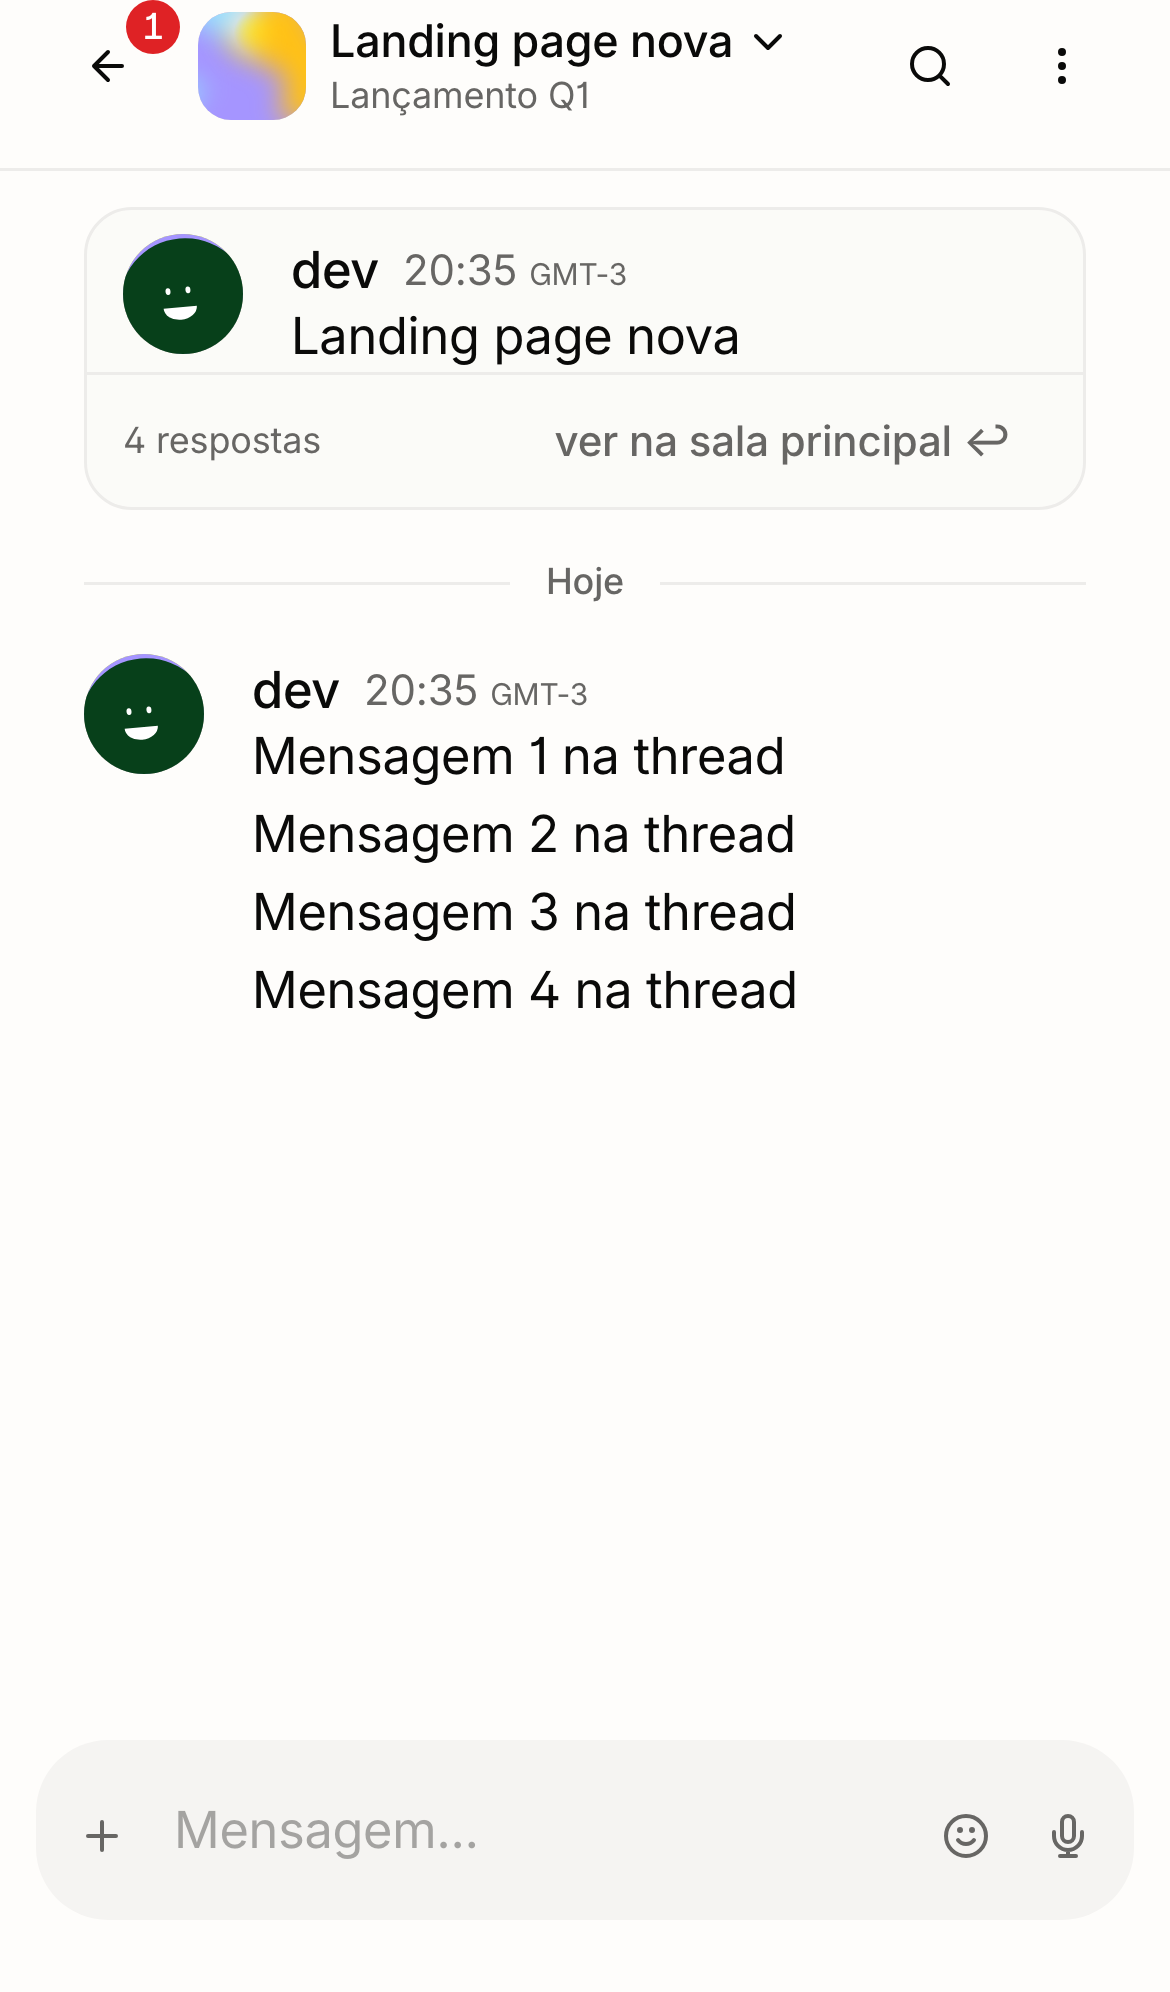 1
Landing page nova
Lançamento Q1
dev 20:35 GMT-3
Landing page nova
4 respostas
ver na sala principal
Hoje
dev 20:35 GMT-3
Mensagem 1 na thread
Mensagem 2 na thread
Mensagem 3 na thread
Mensagem 4 na thread
Mensagem...